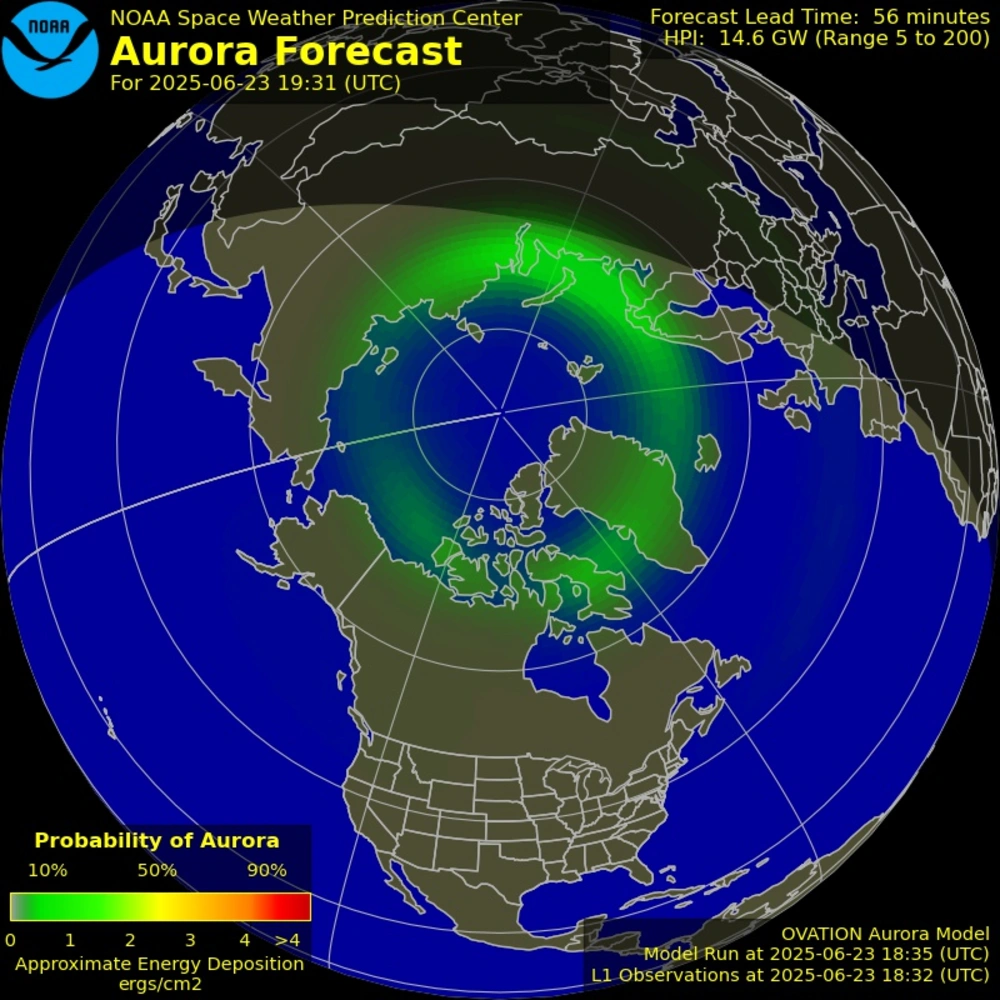 NOAA
NOAA Space Weather Prediction Center
Aurora Forecast
For 2025-06-23 19:31 (UTC)
Forecast Lead Time: 56 minutes
HPI: 14.6 GW (Range 5 to 200)
Probability of Aurora
10% 50% 90%
0 1 2 3 4 >4
Approximate Energy Deposition
ergs/cm2
OVATION Aurora Model
Model Run at 2025-06-23 18:35 (UTC)
L1 Observations at 2025-06-23 18:32 (UTC)